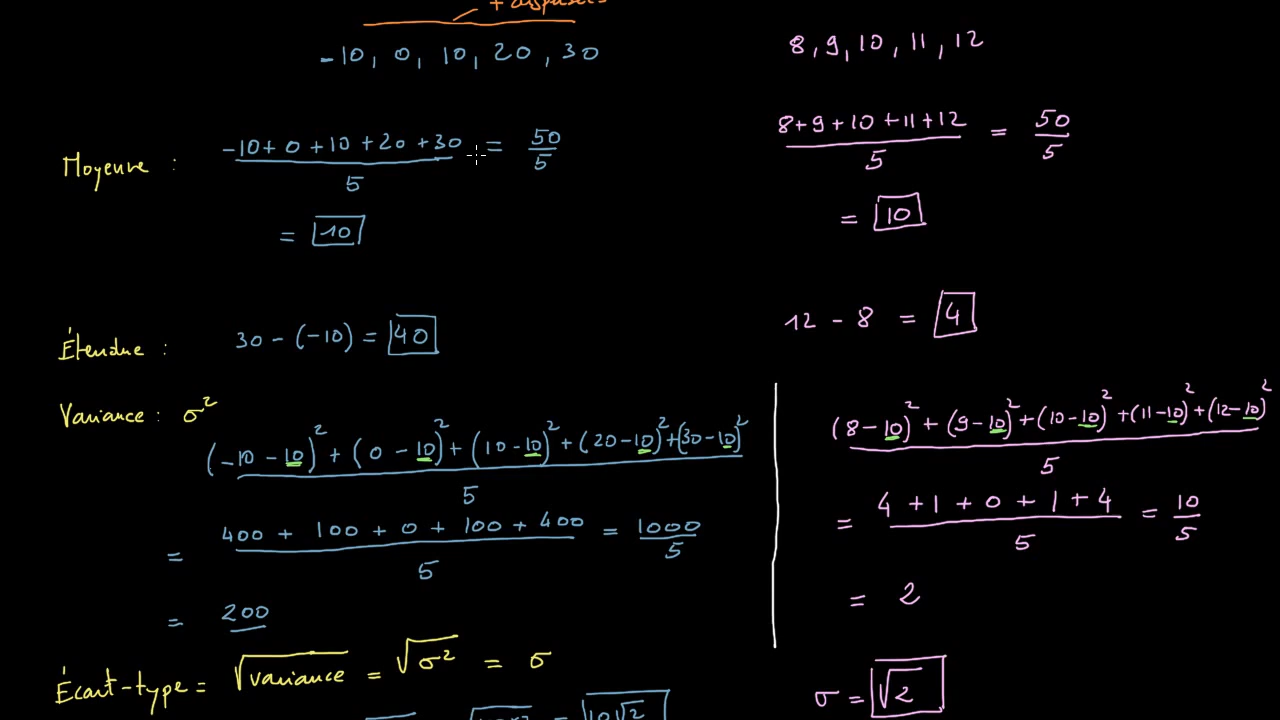 + dispersés
-10, 0, 10, 20, 30
8, 9, 10, 11, 12
Moyenne : (-10 + 0 + 10 + 20 + 30)/5 = 50/5
= 10
(8 + 9 + 10 + 11 + 12)/5 = 50/5
= 10
Étendue : 30 - (-10) = 40
12 - 8 = 4
Variance : σ²
((-10 - 10)² + (0 - 10)² + (10 - 10)² + (20 - 10)² + (30 - 10)²)/5
= (400 + 100 + 0 + 100 + 400)/5 = 1000/5
= 200
((8 - 10)² + (9 - 10)² + (10 - 10)² + (11 - 10)² + (12 - 10)²)/5
= (4 + 1 + 0 + 1 + 4)/5 = 10/5
= 2
Écart-type = √variance = √σ² = σ
= 10√2
σ = √2